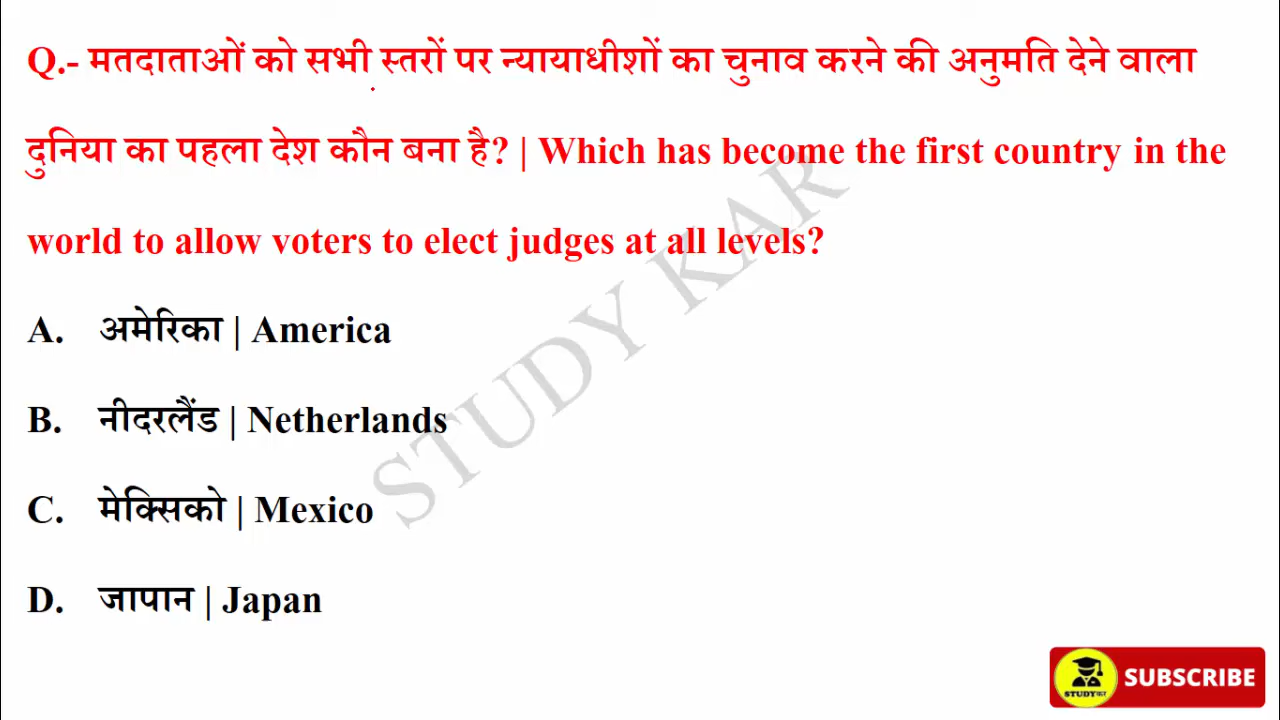 Q.- मतदाताओं को सभी स्तरों पर न्यायाधीशों का चुनाव करने की अनुमति देने वाला
दुनिया का पहला देश कौन बना है? | Which has become the first country in the
world to allow voters to elect judges at all levels?
A. अमेरिका | America
B. नीदरलैंड | Netherlands
C. मेक्सिको | Mexico
D. जापान | Japan
STUDY KAR
STUDYकर
SUBSCRIBE